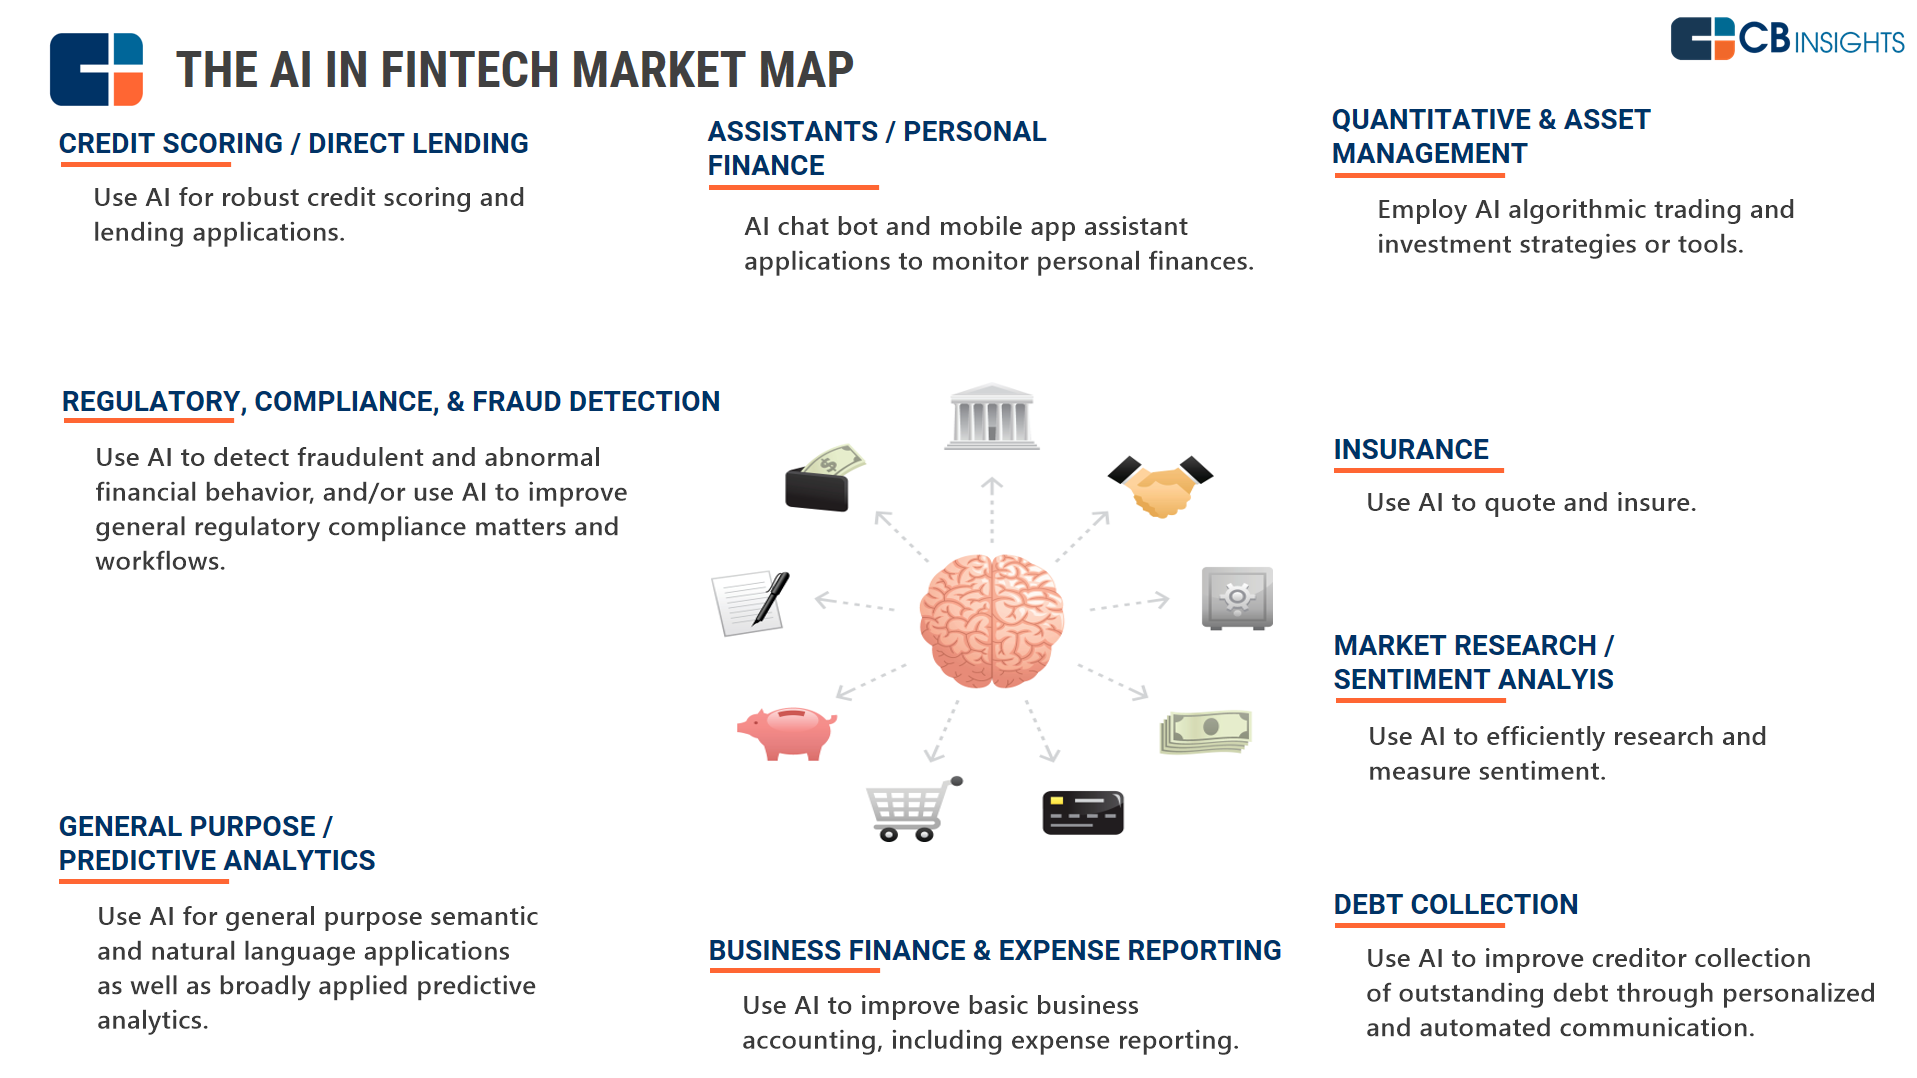 THE AI IN FINTECH MARKET MAP
CB INSIGHTS
CREDIT SCORING / DIRECT LENDING
Use AI for robust credit scoring and
lending applications.
ASSISTANTS / PERSONAL
FINANCE
AI chat bot and mobile app assistant
applications to monitor personal finances.
QUANTITATIVE & ASSET
MANAGEMENT
Employ AI algorithmic trading and
investment strategies or tools.
REGULATORY, COMPLIANCE, & FRAUD DETECTION
Use AI to detect fraudulent and abnormal
financial behavior, and/or use AI to improve
general regulatory compliance matters and
workflows.
INSURANCE
Use AI to quote and insure.
MARKET RESEARCH /
SENTIMENT ANALYIS
Use AI to efficiently research and
measure sentiment.
GENERAL PURPOSE /
PREDICTIVE ANALYTICS
Use AI for general purpose semantic
and natural language applications
as well as broadly applied predictive
analytics.
BUSINESS FINANCE & EXPENSE REPORTING
Use AI to improve basic business
accounting, including expense reporting.
DEBT COLLECTION
Use AI to improve creditor collection
of outstanding debt through personalized
and automated communication.